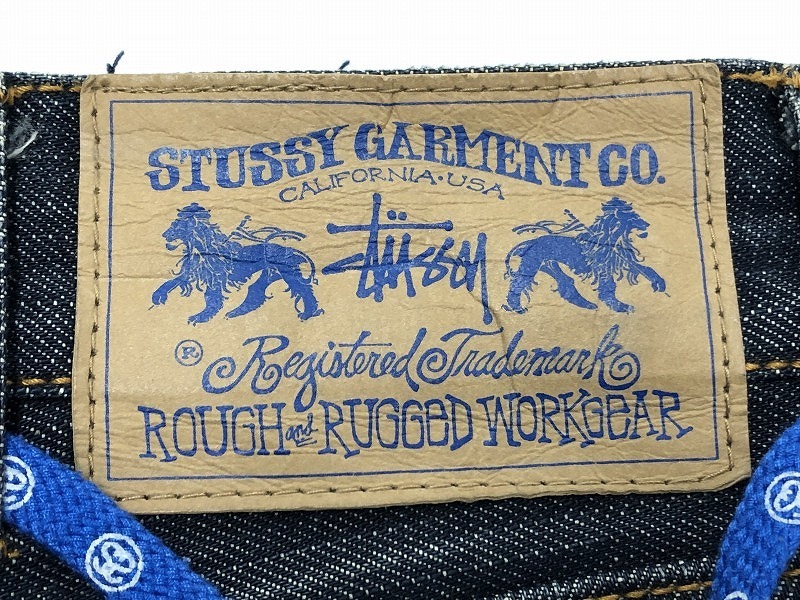 STUSSY GARMENT CO.
CALIFORNIA · USA
Stüssy
® Registered Trademark
ROUGH and RUGGED WORKGEAR